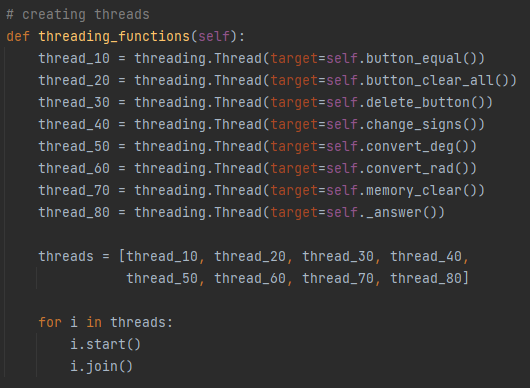 # creating threads
def threading_functions(self):
    thread_10 = threading.Thread(target=self.button_equal())
    thread_20 = threading.Thread(target=self.button_clear_all())
    thread_30 = threading.Thread(target=self.delete_button())
    thread_40 = threading.Thread(target=self.change_signs())
    thread_50 = threading.Thread(target=self.convert_deg())
    thread_60 = threading.Thread(target=self.convert_rad())
    thread_70 = threading.Thread(target=self.memory_clear())
    thread_80 = threading.Thread(target=self._answer())

    threads = [thread_10, thread_20, thread_30, thread_40,
               thread_50, thread_60, thread_70, thread_80]

    for i in threads:
        i.start()
        i.join()